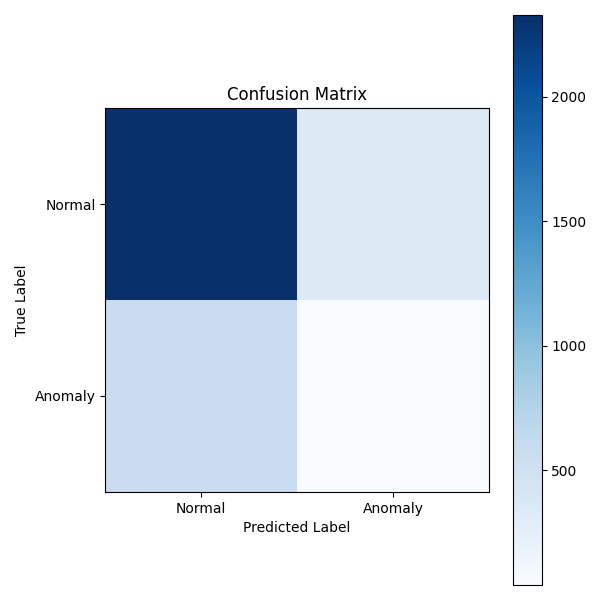 Confusion Matrix
True Label
Normal
Anomaly
Normal Anomaly
Predicted Label
2000
1500
1000
500